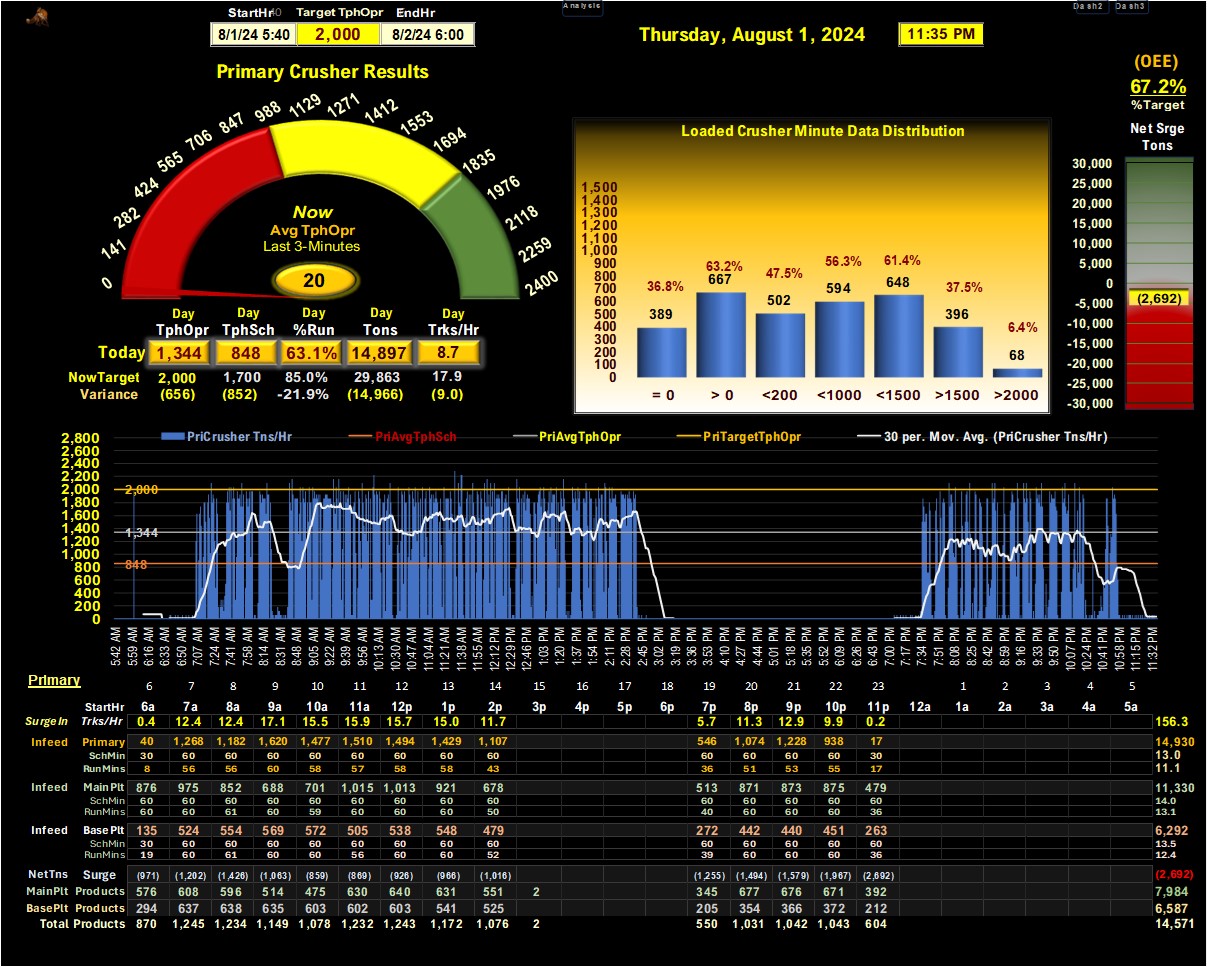 StartHr40 Target TphOpr EndHr
8/1/24 5:40 2,000 8/2/24 6:00
Analysis
Dash2 Dash3
Thursday, August 1, 2024 11:35 PM
(OEE)
67.2%
%Target
Primary Crusher Results
0 141 282 424 565 706 847 988 1129 1271 1412 1553 1694 1835 1976 2118 2259 2400
Now
Avg TphOpr
Last 3-Minutes
20
Day Day Day Day Day
TphOpr TphSch %Run Tons Trks/Hr
Today 1,344 848 63.1% 14,897 8.7
NowTarget 2,000 1,700 85.0% 29,863 17.9
Variance (656) (852) -21.9% (14,966) (9.0)
Loaded Crusher Minute Data Distribution
1,500
1,400
1,300
1,200
1,100
1,000
900
800
700
600
500
400
300
200
100
0
36.8% 63.2% 47.5% 56.3% 61.4% 37.5% 6.4%
389 667 502 594 648 396 68
= 0 > 0 <200 <1000 <1500 >1500 >2000
Net Srge
Tons
30,000
25,000
20,000
15,000
10,000
5,000
0
-5,000
-10,000
-15,000
-20,000
-25,000
-30,000
(2,692)
PriCrusher Tns/Hr PriAvgTphSch PriAvgTphOpr PriTargetTphOpr 30 per. Mov. Avg. (PriCrusher Tns/Hr)
2,800
2,600
2,400
2,200
2,000
1,800
1,600
1,400
1,200
1,000
800
600
400
200
0
2,000
1,344
848
5:42 AM 5:59 AM 6:16 AM 6:33 AM 6:50 AM 7:07 AM 7:24 AM 7:41 AM 7:58 AM 8:14 AM 8:31 AM 8:48 AM 9:05 AM 9:22 AM 9:39 AM 9:56 AM 10:13 AM 10:30 AM 10:47 AM 11:04 AM 11:21 AM 11:38 AM 11:55 AM 12:12 PM 12:29 PM 12:46 PM 1:03 PM 1:20 PM 1:37 PM 1:54 PM 2:11 PM 2:28 PM 2:45 PM 3:02 PM 3:19 PM 3:36 PM 3:53 PM 4:10 PM 4:27 PM 4:44 PM 5:01 PM 5:18 PM 5:35 PM 5:52 PM 6:09 PM 6:26 PM 6:43 PM 7:00 PM 7:17 PM 7:34 PM 7:51 PM 8:08 PM 8:25 PM 8:42 PM 8:59 PM 9:16 PM 9:33 PM 9:50 PM 10:07 PM 10:24 PM 10:41 PM 10:58 PM 11:15 PM 11:32 PM
Primary
6 7 8 9 10 11 12 13 14 15 16 17 18 19 20 21 22 23 1 2 3 4 5
StartHr 6a 7a 8a 9a 10a 11a 12p 1p 2p 3p 4p 5p 6p 7p 8p 9p 10p 11p 12a 1a 2a 3a 4a 5a
SurgeIn Trks/Hr 0.4 12.4 12.4 17.1 15.5 15.9 15.7 15.0 11.7 5.7 11.3 12.9 9.9 0.2 156.3
Infeed Primary 40 1,268 1,182 1,620 1,477 1,510 1,494 1,429 1,107 546 1,074 1,228 938 17 14,930
SchMin 30 60 60 60 60 60 60 60 60 60 60 60 60 30 13.0
RunMins 8 56 56 60 58 57 58 58 43 36 51 53 55 17 11.1
Infeed MainPlt 876 975 852 688 701 1,015 1,013 921 678 513 871 873 875 479 11,330
SchMin 60 60 60 60 60 60 60 60 60 60 60 60 60 60 14.0
RunMins 60 60 61 60 59 60 60 60 50 40 60 60 60 36 13.1
Infeed BasePlt 135 524 554 569 572 505 538 548 479 272 442 440 451 263 6,292
SchMin 30 60 60 60 60 60 60 60 60 60 60 60 60 60 13.5
RunMins 19 60 61 60 60 56 60 60 52 39 60 60 60 36 12.4
NetTns Surge (971) (1,202) (1,426) (1,063) (859) (869) (926) (966) (1,016) (1,255) (1,494) (1,579) (1,967) (2,692) (2,692)
MainPlt Products 576 608 596 514 475 630 640 631 551 2 345 677 676 671 392 7,984
BasePlt Products 294 637 638 635 603 602 603 541 525 205 354 366 372 212 6,587
Total Products 870 1,245 1,234 1,149 1,078 1,232 1,243 1,172 1,076 2 550 1,031 1,042 1,043 604 14,571